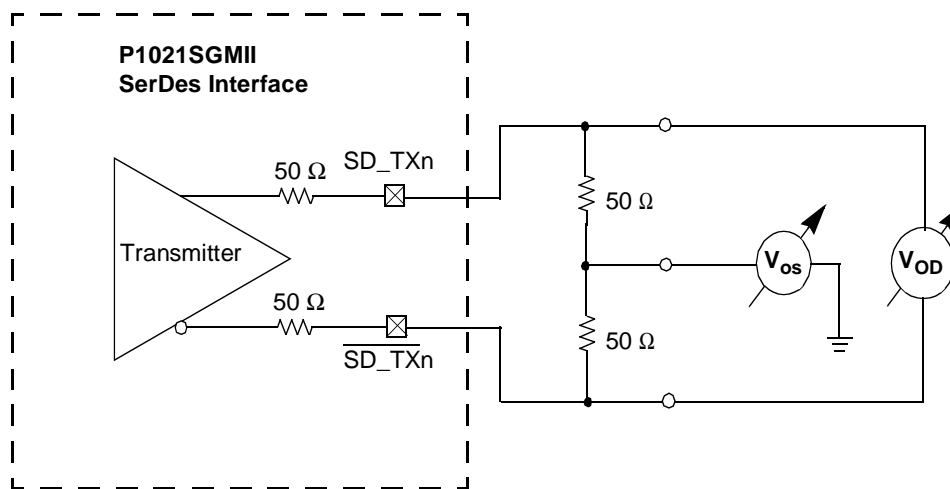 P1021SGMII
SerDes Interface
50 Ω
SD_TXn
50 Ω
Transmitter
Vos
VOD
50 Ω
50 Ω
SD_TXn